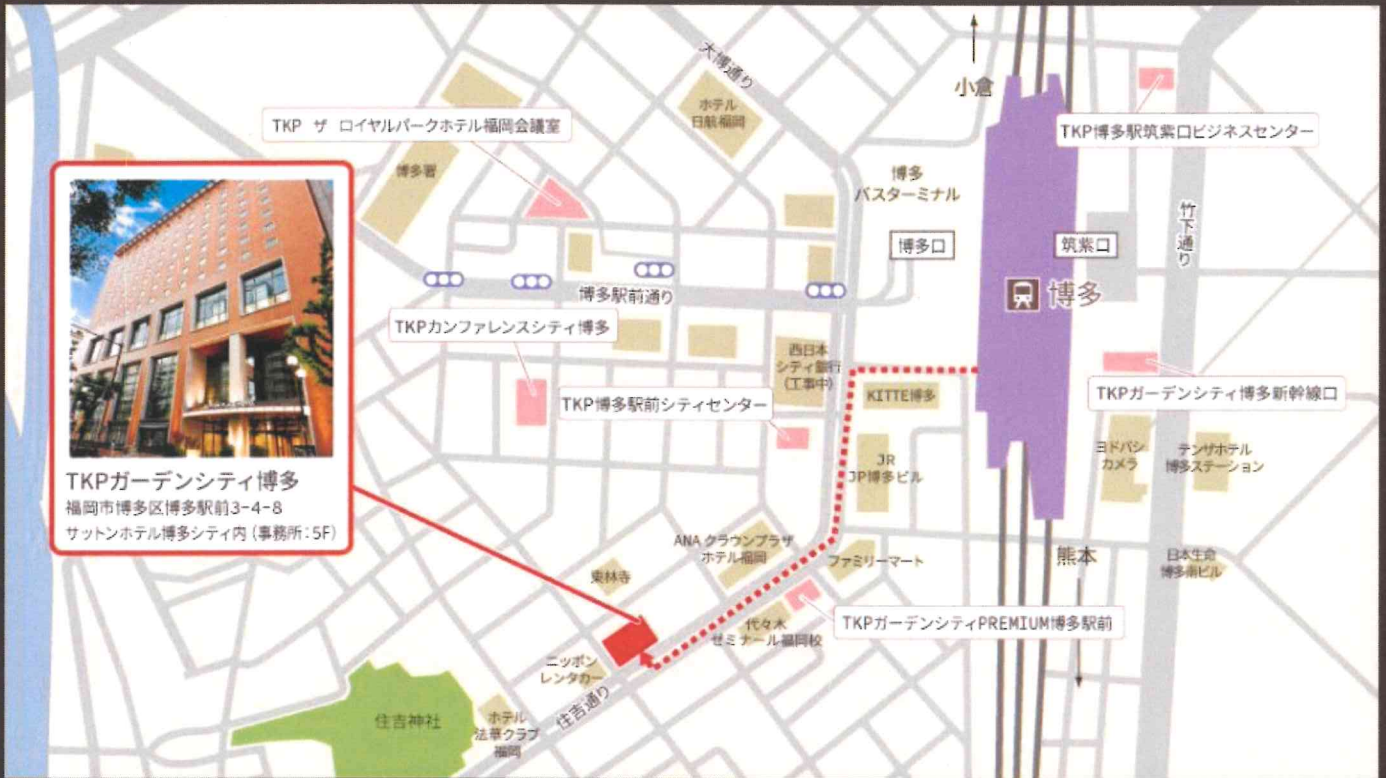 大博通り
小倉
ホテル
日航福岡
TKP ザ ロイヤルパークホテル福岡会議室
TKP博多駅筑紫口ビジネスセンター
博多署
博多
バスターミナル
竹下通り
博多口
筑紫口
博多駅前通り
博多
TKPカンファレンスシティ博多
西日本
シティ銀行
(工事中)
KITTE博多
TKPガーデンシティ博多新幹線口
TKP博多駅前シティセンター
JR
JP博多ビル
ヨドバシ
カメラ
テンザホテル
博多ステーション
TKPガーデンシティ博多
福岡市博多区博多駅前3-4-8
サットンホテル博多シティ内 (事務所:5F)
ANA クラウンプラザ
ホテル福岡
ファミリーマート
熊本
日本生命
博多南ビル
東林寺
代々木
ゼミナール福岡校
TKPガーデンシティPREMIUM博多駅前
ニッポン
レンタカー
住吉通り
住吉神社
ホテル
法華クラブ
福岡